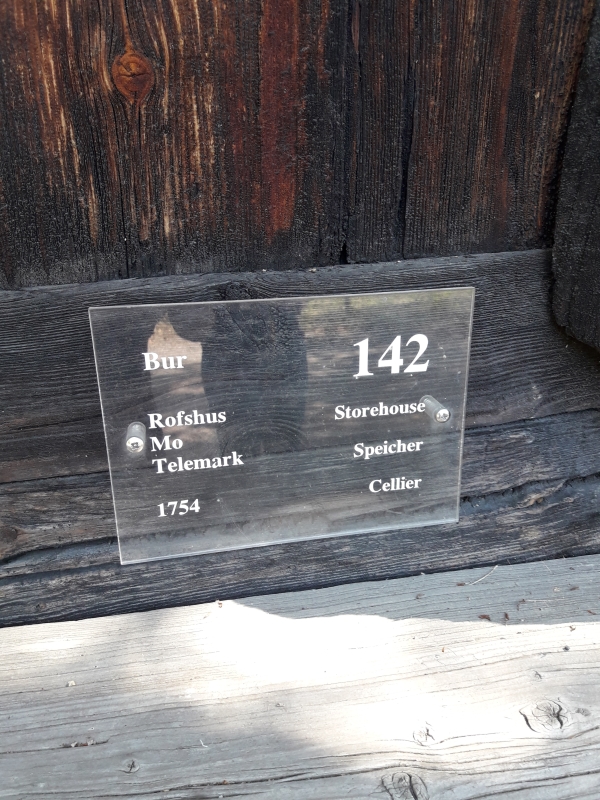 Bur
142
Rofshus
Mo
Telemark
1754
Storehouse
Speicher
Cellier